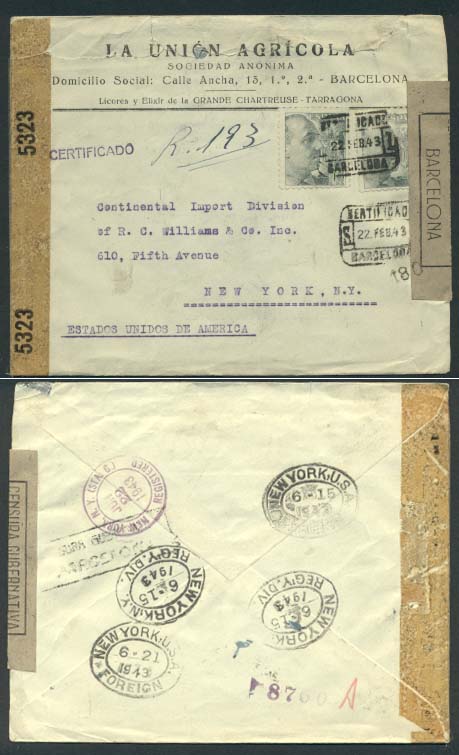 LA UNIÓN AGRÍCOLA
SOCIEDAD ANÓNIMA
Domicilio Social: Calle Ancha, 15, 1.º, 2.ª - BARCELONA
Licores y Elixir de la GRANDE CHARTREUSE - TARRAGONA
5323
CERTIFICADO
R. 193
CERTIFICADO
22.FEB.43
BARCELONA
BARCELONA
Continental Import Division
of R. C. Williams & Co. Inc.
610, Fifth Avenue
NEW YORK, N.Y.
CERTIFICADO
S. 22.FEB.43
BARCELONA
180
5323
ESTADOS UNIDOS DE AMERICA
CENSURA GUBERNATIVA
NEW YORK, N.Y. (STA. G)
REGISTERED
1943
NEW YORK, U.S.A.
6-15
BARCELONA
NEW YORK, N.Y.
6-15
1943
REG'Y. DIV.
NEW YORK, N.Y.
6-15
1943
REG'Y. DIV.
NEW YORK, U.S.A.
6-21
1943
FOREIGN
A